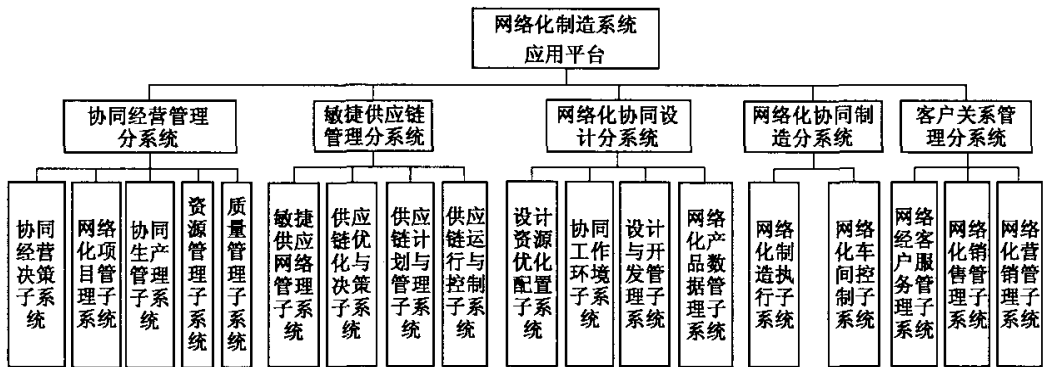 网络化制造系统
应用平台
协同经营管理
分系统
敏捷供应链
管理分系统
网络化协同设
计分系统
网络化协同制
造分系统
客户关系管
理分系统
协同
经营
决策
子系
统
网络
化项
目管
理子
系统
协同
生产
管理
子系
统
资源管理子系统
质量管理子系统
敏捷
供应
网络
管理
子系
统
供应
链优
化与
决策
子系
统
供应
链计
划与
管理
子系
统
供应
链运
行与
控制
子系
统
设计
资源
优化
配置
子系
统
协同
工作
环境
子系
统
设计
与开
发管
理子
系统
网络
化产
品数
据管
理子
系统
网络
化制
造执
行子
系统
网络
化车
间控
制子
系统
网络
经客
户服
务管
理子
系统
网络
化销
售管
理子
系统
网络
化营
销管
理子
系统